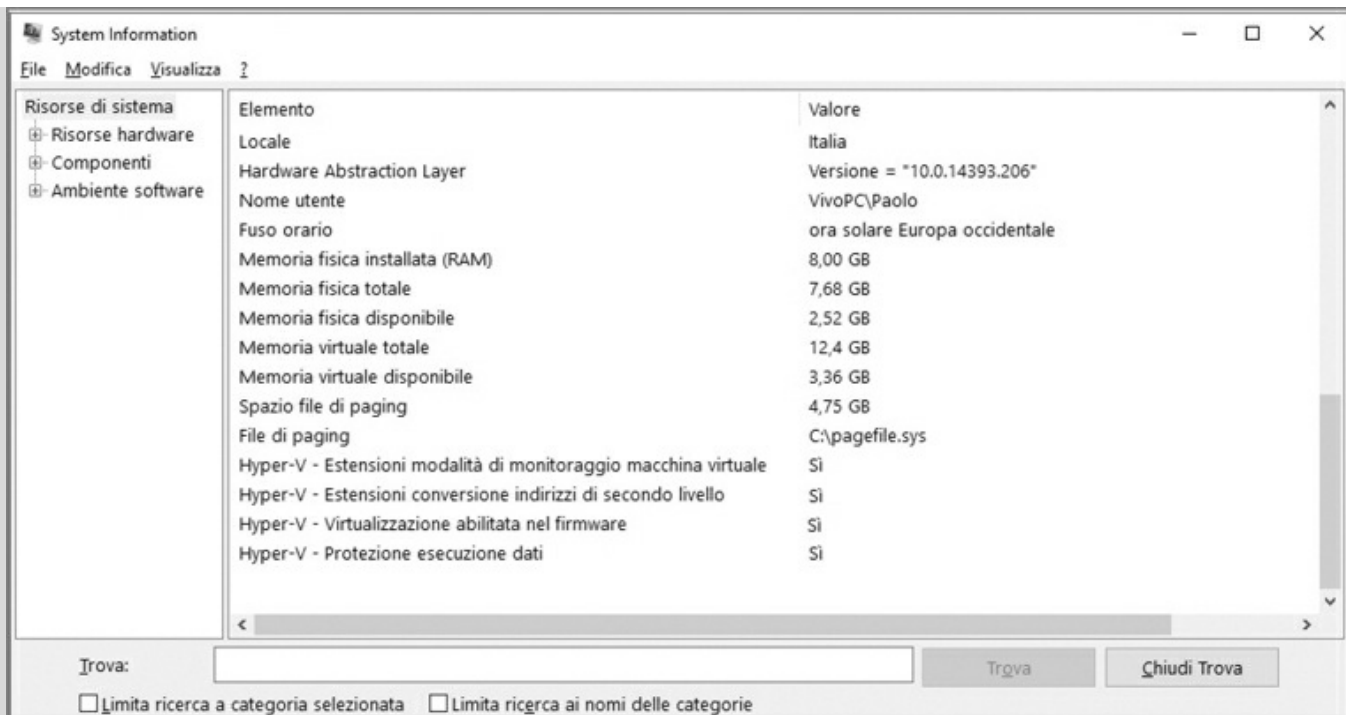 System Information
File Modifica Visualizza ?
Risorse di sistema
Risorse hardware
Componenti
Ambiente software
Elemento Valore
Locale Italia
Hardware Abstraction Layer Versione = "10.0.14393.206"
Nome utente VivoPC\Paolo
Fuso orario ora solare Europa occidentale
Memoria fisica installata (RAM) 8,00 GB
Memoria fisica totale 7,68 GB
Memoria fisica disponibile 2,52 GB
Memoria virtuale totale 12,4 GB
Memoria virtuale disponibile 3,36 GB
Spazio file di paging 4,75 GB
File di paging C:\pagefile.sys
Hyper-V - Estensioni modalità di monitoraggio macchina virtuale Sì
Hyper-V - Estensioni conversione indirizzi di secondo livello Sì
Hyper-V - Virtualizzazione abilitata nel firmware Sì
Hyper-V - Protezione esecuzione dati Sì
Trova: Trova Chiudi Trova
Limita ricerca a categoria selezionata Limita ricerca ai nomi delle categorie